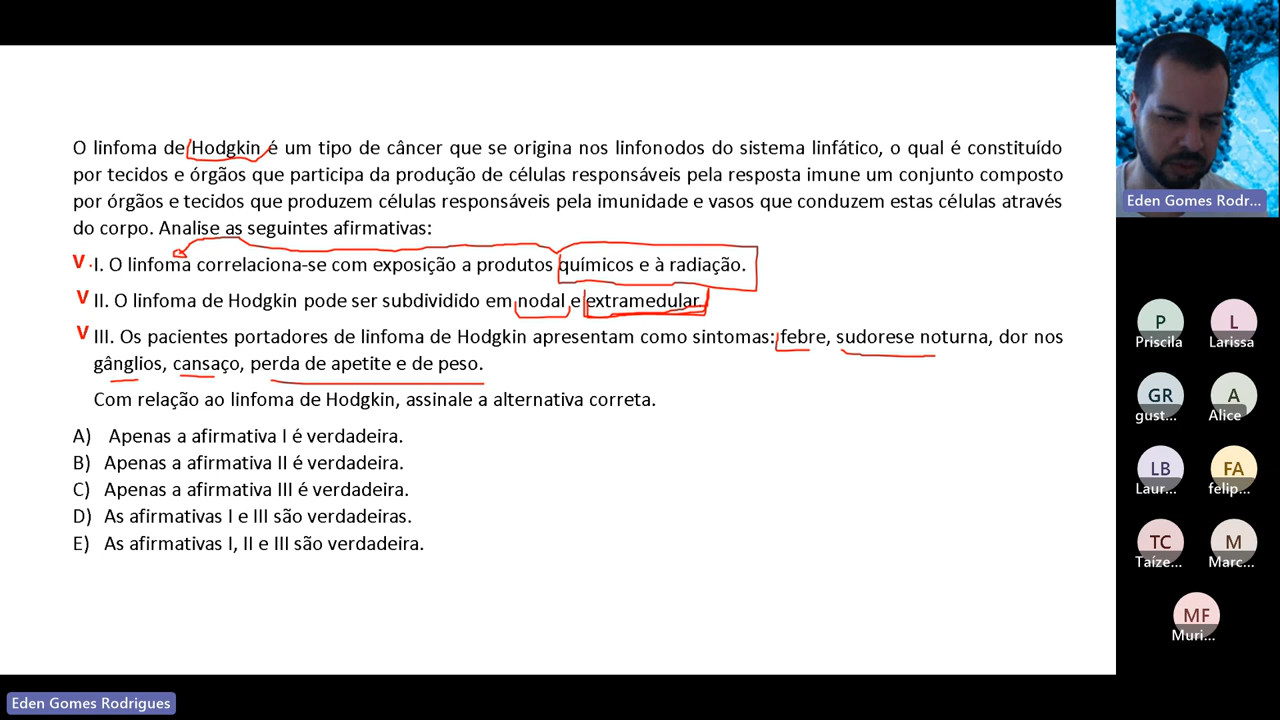 O linfoma de Hodgkin é um tipo de câncer que se origina nos linfonodos do sistema linfático, o qual é constituído
por tecidos e órgãos que participa da produção de células responsáveis pela resposta imune um conjunto composto
por órgãos e tecidos que produzem células responsáveis pela imunidade e vasos que conduzem estas células através
do corpo. Analise as seguintes afirmativas:
V I. O linfoma correlaciona-se com exposição a produtos químicos e à radiação.
V II. O linfoma de Hodgkin pode ser subdividido em nodal e extramedular.
V III. Os pacientes portadores de linfoma de Hodgkin apresentam como sintomas: febre, sudorese noturna, dor nos
gânglios, cansaço, perda de apetite e de peso.
Com relação ao linfoma de Hodgkin, assinale a alternativa correta.
A) Apenas a afirmativa I é verdadeira.
B) Apenas a afirmativa II é verdadeira.
C) Apenas a afirmativa III é verdadeira.
D) As afirmativas I e III são verdadeiras.
E) As afirmativas I, II e III são verdadeira.
Eden Gomes Rodr...
P L
Priscila Larissa
GR A
gust... Alice
LB FA
Laur... felip...
TC M
Taíze... Marc...
MF
Muri...
Eden Gomes Rodrigues